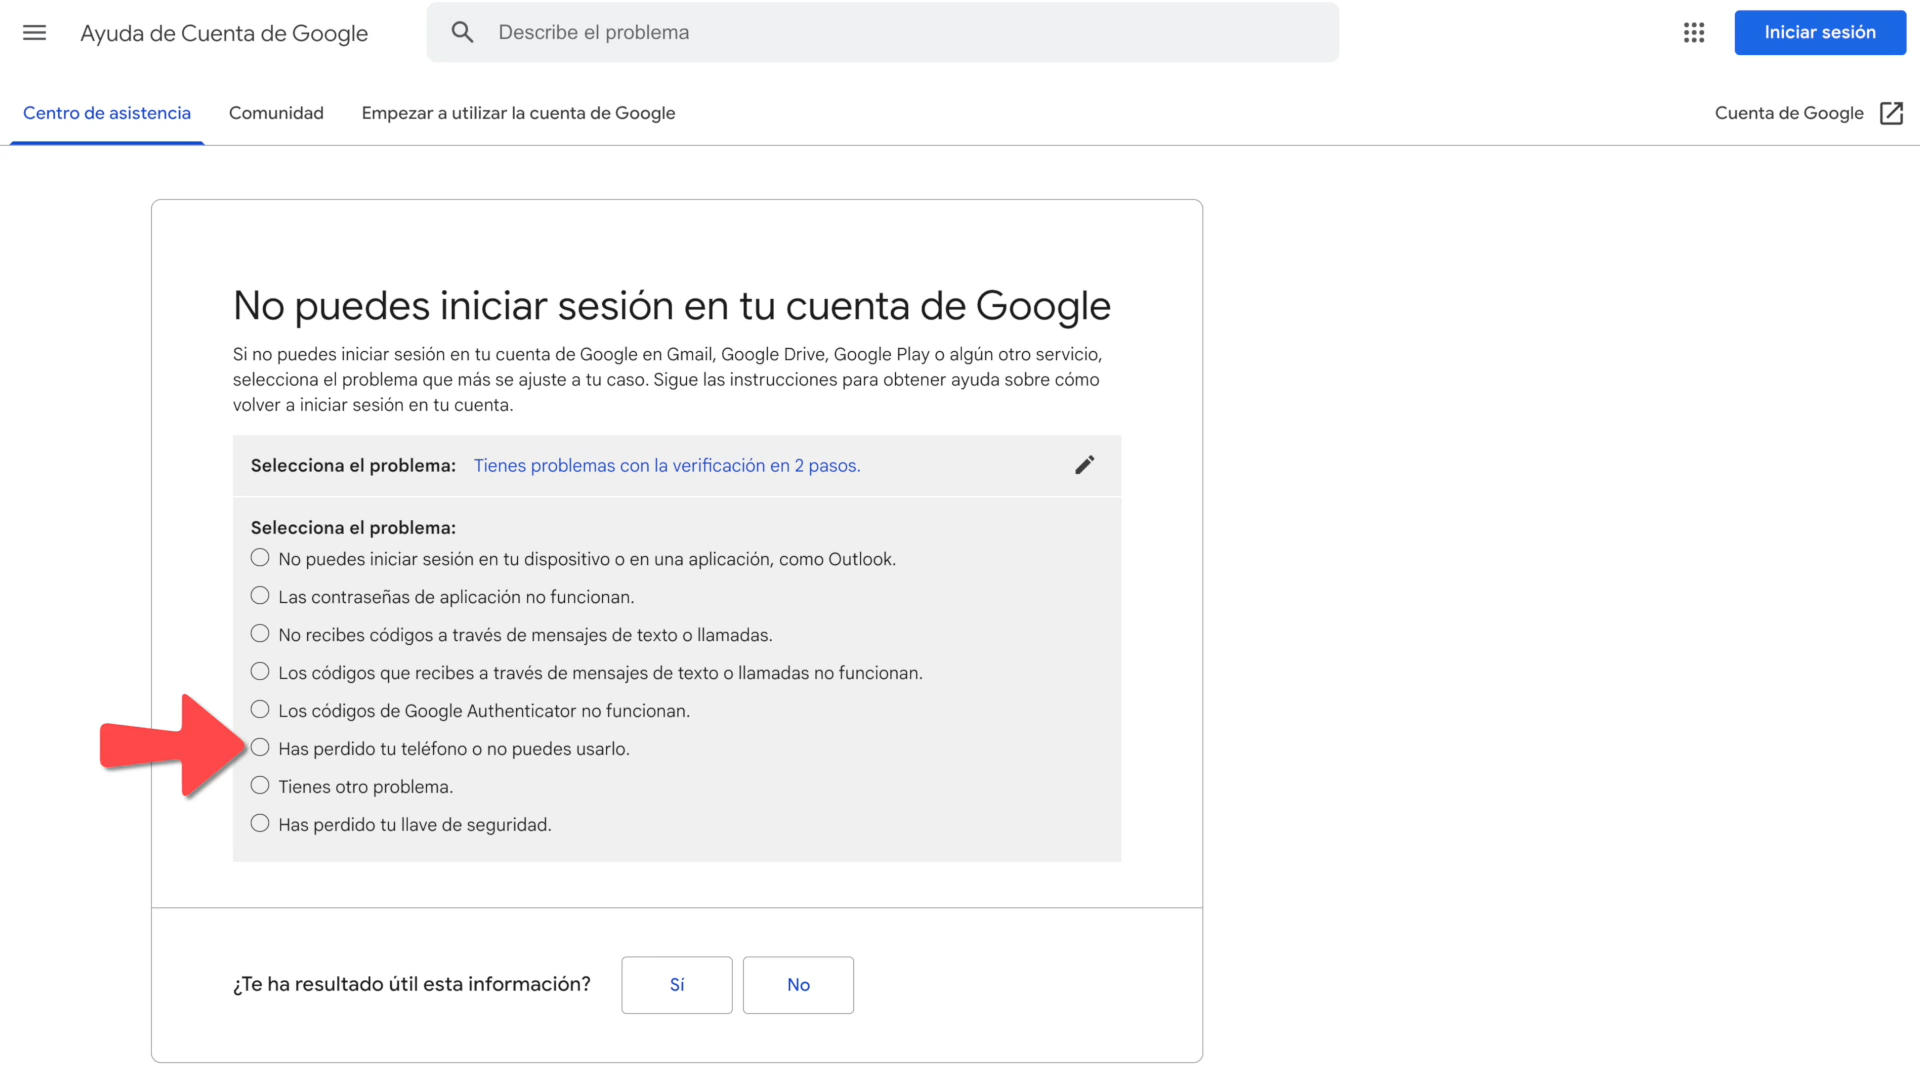 Ayuda de Cuenta de Google
Describe el problema
Iniciar sesión
Centro de asistencia
Comunidad
Empezar a utilizar la cuenta de Google
Cuenta de Google
No puedes iniciar sesión en tu cuenta de Google
Si no puedes iniciar sesión en tu cuenta de Google en Gmail, Google Drive, Google Play o algún otro servicio,
selecciona el problema que más se ajuste a tu caso. Sigue las instrucciones para obtener ayuda sobre cómo
volver a iniciar sesión en tu cuenta.
Selecciona el problema: Tienes problemas con la verificación en 2 pasos.
Selecciona el problema:
No puedes iniciar sesión en tu dispositivo o en una aplicación, como Outlook.
Las contraseñas de aplicación no funcionan.
No recibes códigos a través de mensajes de texto o llamadas.
Los códigos que recibes a través de mensajes de texto o llamadas no funcionan.
Los códigos de Google Authenticator no funcionan.
Has perdido tu teléfono o no puedes usarlo.
Tienes otro problema.
Has perdido tu llave de seguridad.
¿Te ha resultado útil esta información?
Sí
No